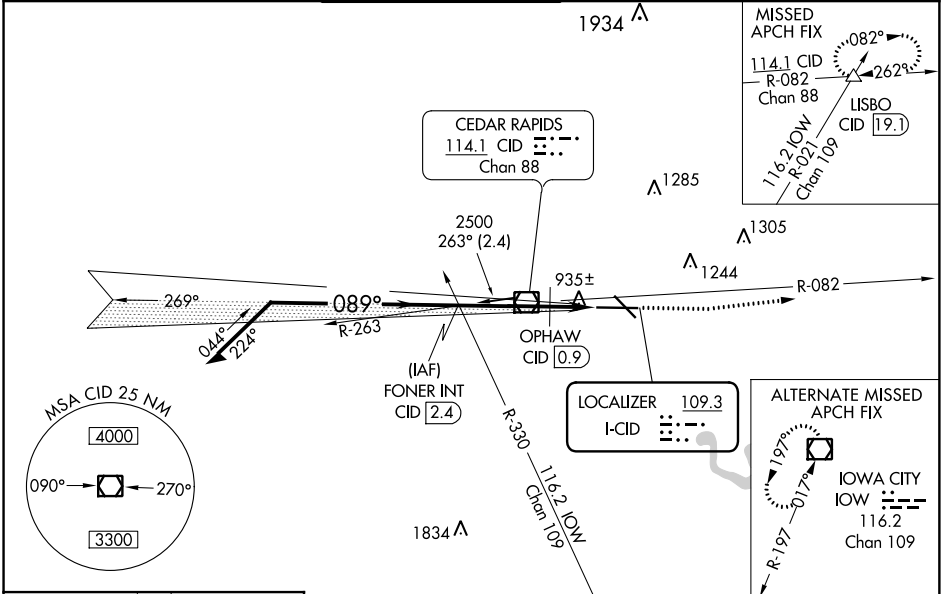 1934
MISSED
APCH FIX
082°
114.1 CID
R-082
Chan 88
262°
LISBO
CID 19.1
116.2 IOW
R-021
Chan 109
CEDAR RAPIDS
114.1 CID
Chan 88
1285
2500
263° (2.4)
1305
1244
935±
R-082
269°
089°
R-263
044°
224°
OPHAW
CID 0.9
(IAF)
FONER INT
CID 2.4
LOCALIZER 109.3
I-CID
R-330
116.2 IOW
Chan 109
MSA CID 25 NM
4000
090°
270°
3300
1834
ALTERNATE MISSED
APCH FIX
197°
017°
R-197
IOWA CITY
IOW
116.2
Chan 109